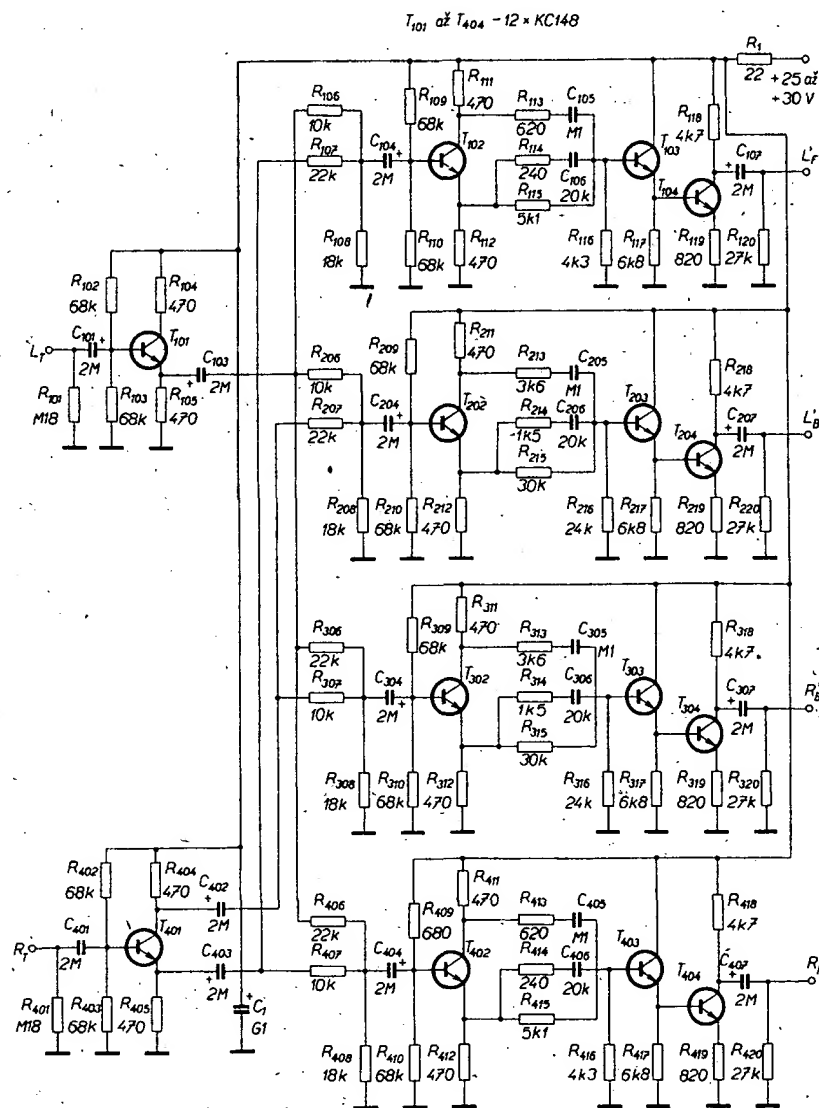 T101 až T404 – 12 × KC148
R1
22
+25 až
+30 V
R106
10k
R107
22k
R108
18k
C104 +
2M
R109
68k
R110
68k
R111
470
T102
R112
470
R113
620
R114
240
R115
5k1
C105
M1
C106
20k
R116
4k3
T103
R117
6k8
T104
R118
4k7
R119
820
+ C107
2M
R120
27k
L'F
LT
R101
M18
C101 +
2M
R102
68k
R103
68k
R104
470
T101
R105
470
+ C103
2M
R206
10k
R207
22k
R208
18k
C204 +
2M
R209
68k
R210
68k
R211
470
T202
R212
470
R213
3k6
R214
1k5
R215
30k
C205
M1
C206
20k
R216
24k
T203
R217
6k8
T204
R218
4k7
R219
820
+ C207
2M
R220
27k
L'B
R306
22k
R307
10k
R308
18k
C304
2M +
R309
68k
R310
68k
R311
470
T302
R312
470
R313
3k6
R314
1k5
R315
30k
C305
M1
C306
20k
R316
24k
T303
R317
6k8
T304
R318
4k7
R319
820
C307
+
2M
R320
27k
RT
R401
M18
C401 +
2M
R402
68k
R403
68k
R404
470
T401
R405
470
C402
+
2M
C403
+
2M
+ C1
G1
R406
22k
R407
10k
R408
18k
C404 +
2M
R409
680
R410
68k
R411
470
T402
R412
470
R413
620
R414
240
R415
5k1
C405
M1
C406
20k
R416
4k3
T403
R417
6k8
T404
R418
4k7
R419
820
+ C407
2M
R420
27k